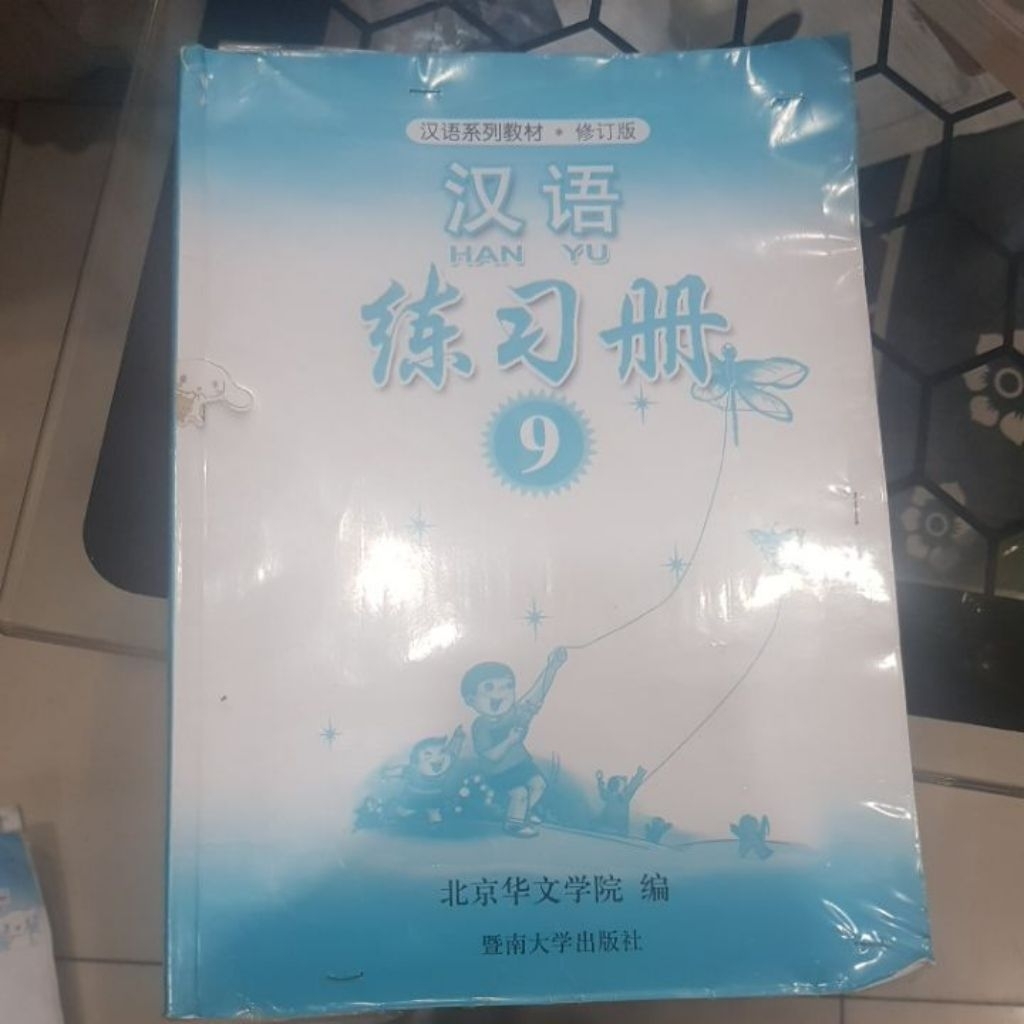 汉语系列教材・修订版
汉语
HAN YU
练习册
9
北京华文学院 编
暨南大学出版社